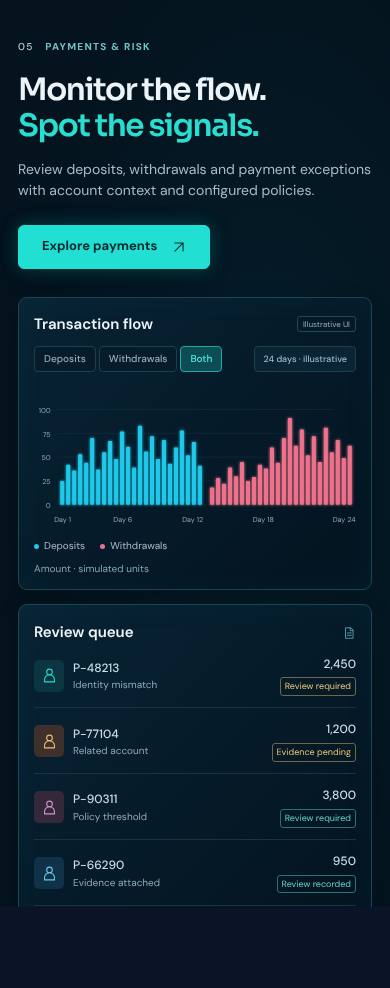 05 PAYMENTS & RISK
Monitor the flow.
Spot the signals.
Review deposits, withdrawals and payment exceptions
with account context and configured policies.
Explore payments
Transaction flow
Illustrative UI
Deposits
Withdrawals
Both
24 days · illustrative
100
75
50
25
0
Day 1
Day 6
Day 12
Day 18
Day 24
Deposits
Withdrawals
Amount · simulated units
Review queue
P-48213
2,450
Identity mismatch
Review required
P-77104
1,200
Related account
Evidence pending
P-90311
3,800
Policy threshold
Review required
P-66290
950
Evidence attached
Review recorded